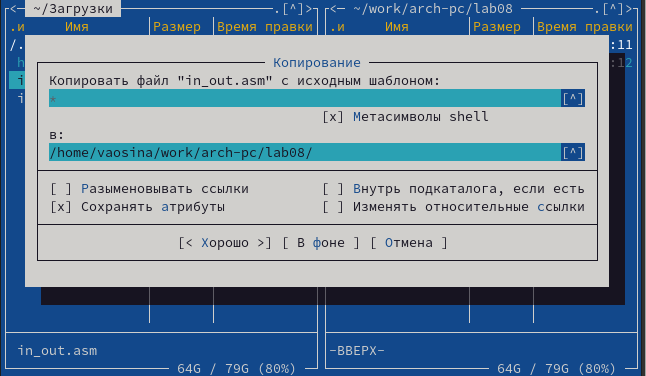 ~/Загрузки .[^]> <─ ~/work/arch-pc/lab08 .[^]>
.и Имя Размер Время правки .и Имя Размер Время правки
/. :11
:12
Копирование
Копировать файл "in_out.asm" с исходным шаблоном:
* [^]
[x] Метасимволы shell
в:
/home/vaosina/work/arch-pc/lab08/ [^]
[ ] Разыменовывать ссылки [ ] Внутрь подкаталога, если есть
[x] Сохранять атрибуты [ ] Изменять относительные ссылки
[< Хорошо >] [ В фоне ] [ Отмена ]
in_out.asm -ВВЕРХ-
64G / 79G (80%) 64G / 79G (80%)